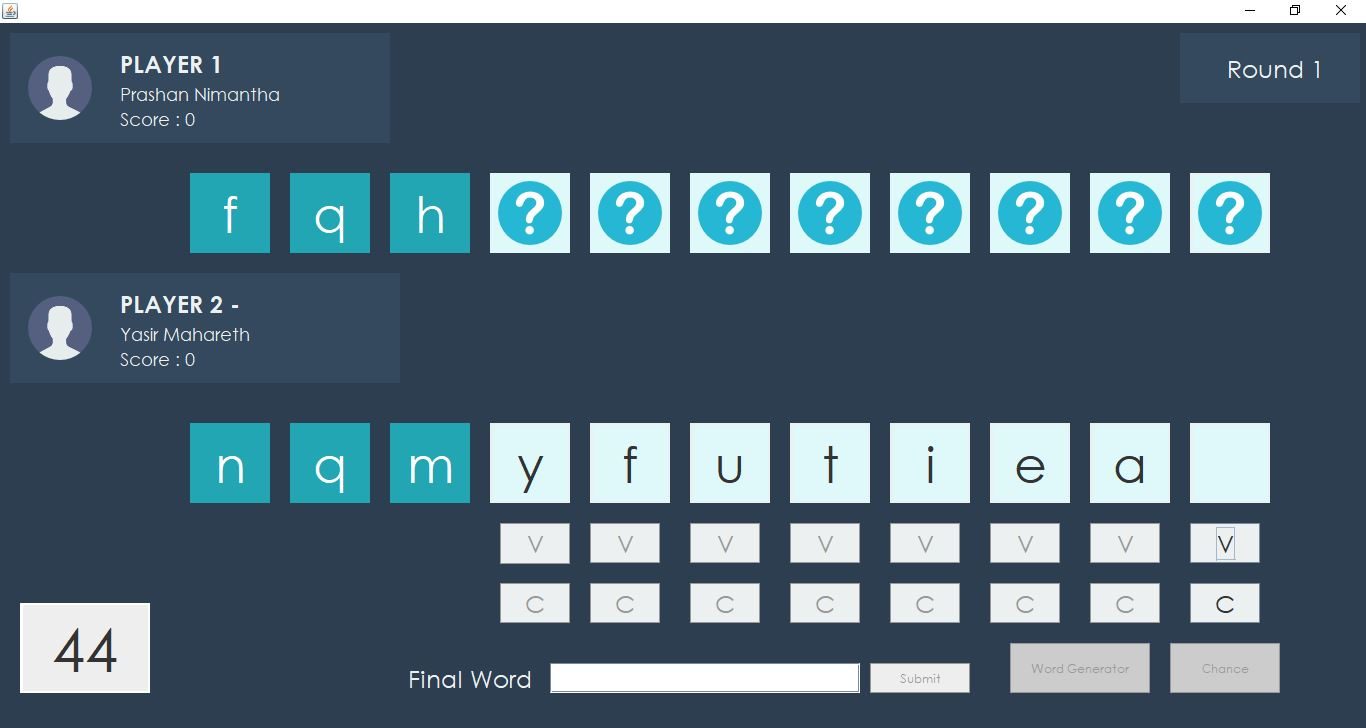 PLAYER 1
Prashan Nimantha
Score : 0
Round 1
f q h ? ? ? ? ? ? ? ?
PLAYER 2 -
Yasir Mahareth
Score : 0
n q m y f u t i e a
V V V V V V V V
C C C C C C C C
44
Final Word
Submit
Word Generator
Chance